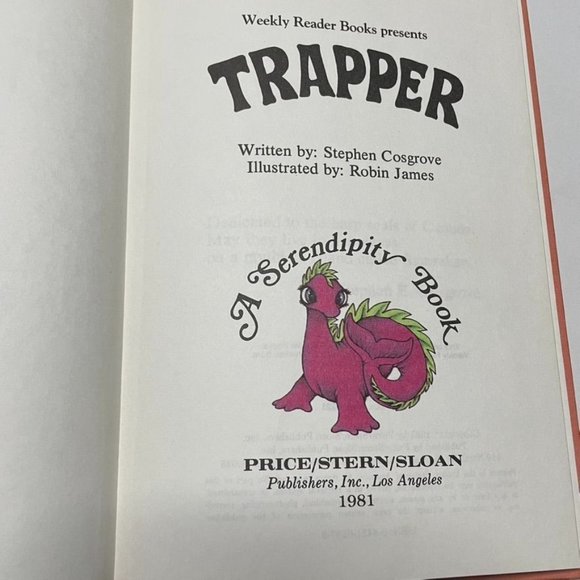 Weekly Reader Books presents
TRAPPER
Written by: Stephen Cosgrove
Illustrated by: Robin James
A Serendipity Book
PRICE/STERN/SLOAN
Publishers, Inc., Los Angeles
1981